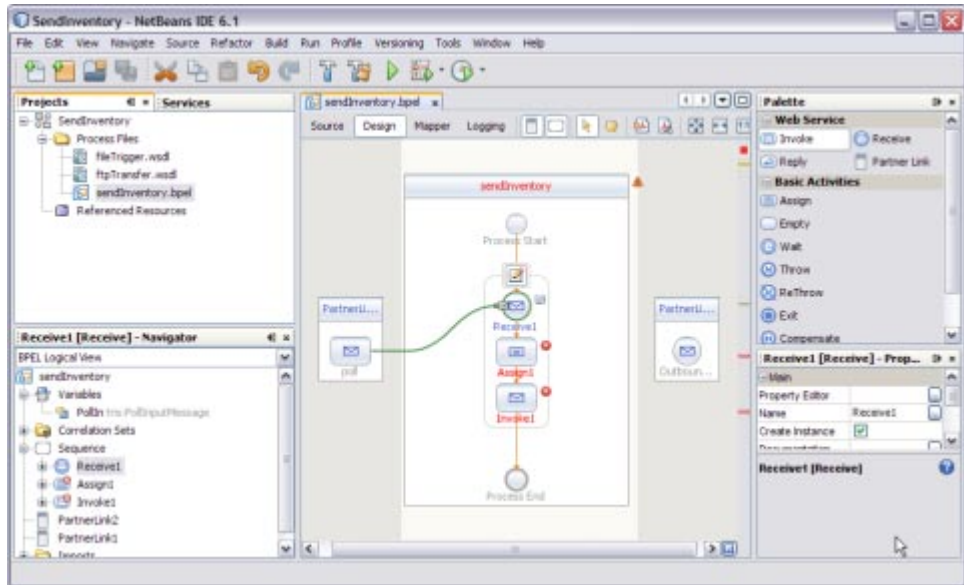 SendInventory - NetBeans IDE 6.1
File Edit View Navigate Source Refactor Build Run Profile Versioning Tools Window Help
Projects
Services
SendInventory
Process Files
fileTrigger.wsdl
ftpTransfer.wsdl
sendInventory.bpel
Referenced Resources
Receive1 [Receive] - Navigator
BPEL Logical View
sendInventory
Variables
PollIn tns:PollInputMessage
Correlation Sets
Sequence
Receive1
Assign1
Invoke1
PartnerLink2
PartnerLink1
Imports
sendInventory.bpel
Source Design Mapper Logging
sendInventory
Process Start
PartnerLi...
poll
Receive1
Assign1
Invoke1
Process End
PartnerLi...
Outboun...
Palette
Web Service
Invoke Receive
Reply Partner Link
Basic Activities
Assign
Empty
Wait
Throw
ReThrow
Exit
Compensate
Receive1 [Receive] - Prop...
Main
Property Editor
Name Receive1
Create Instance
Documentation
Receive1 [Receive]